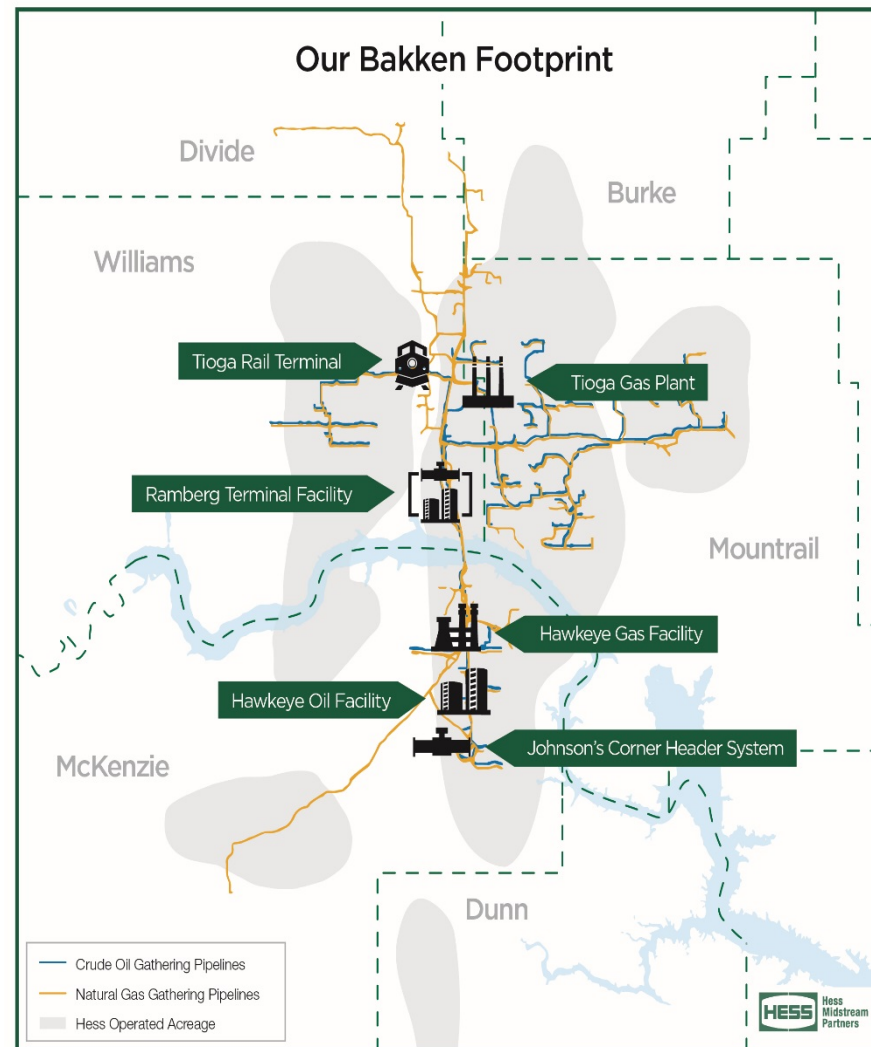 Our Bakken Footprint
Divide
Burke
Williams
Tioga Rail Terminal
Tioga Gas Plant
Ramberg Terminal Facility
Mountrail
Hawkeye Gas Facility
Hawkeye Oil Facility
Johnson's Corner Header System
McKenzie
Dunn
Crude Oil Gathering Pipelines
Natural Gas Gathering Pipelines
Hess Operated Acreage
HESS
Hess
Midstream
Partners